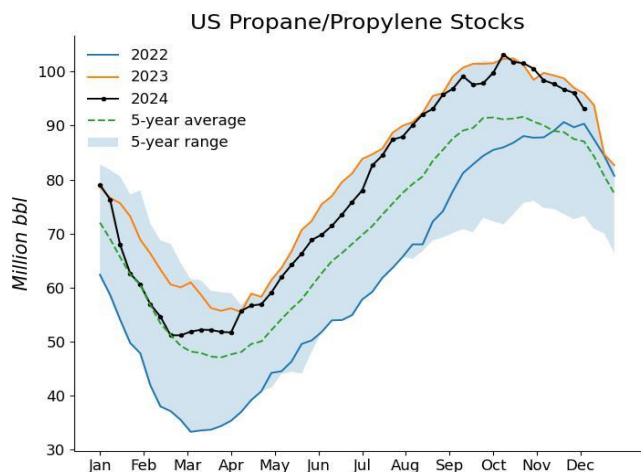 US Propane/Propylene Stocks
2022
2023
2024
5-year average
5-year range
Million bbl
100
90
80
70
60
50
40
30
Jan Feb Mar Apr May Jun Jul Aug Sep Oct Nov Dec